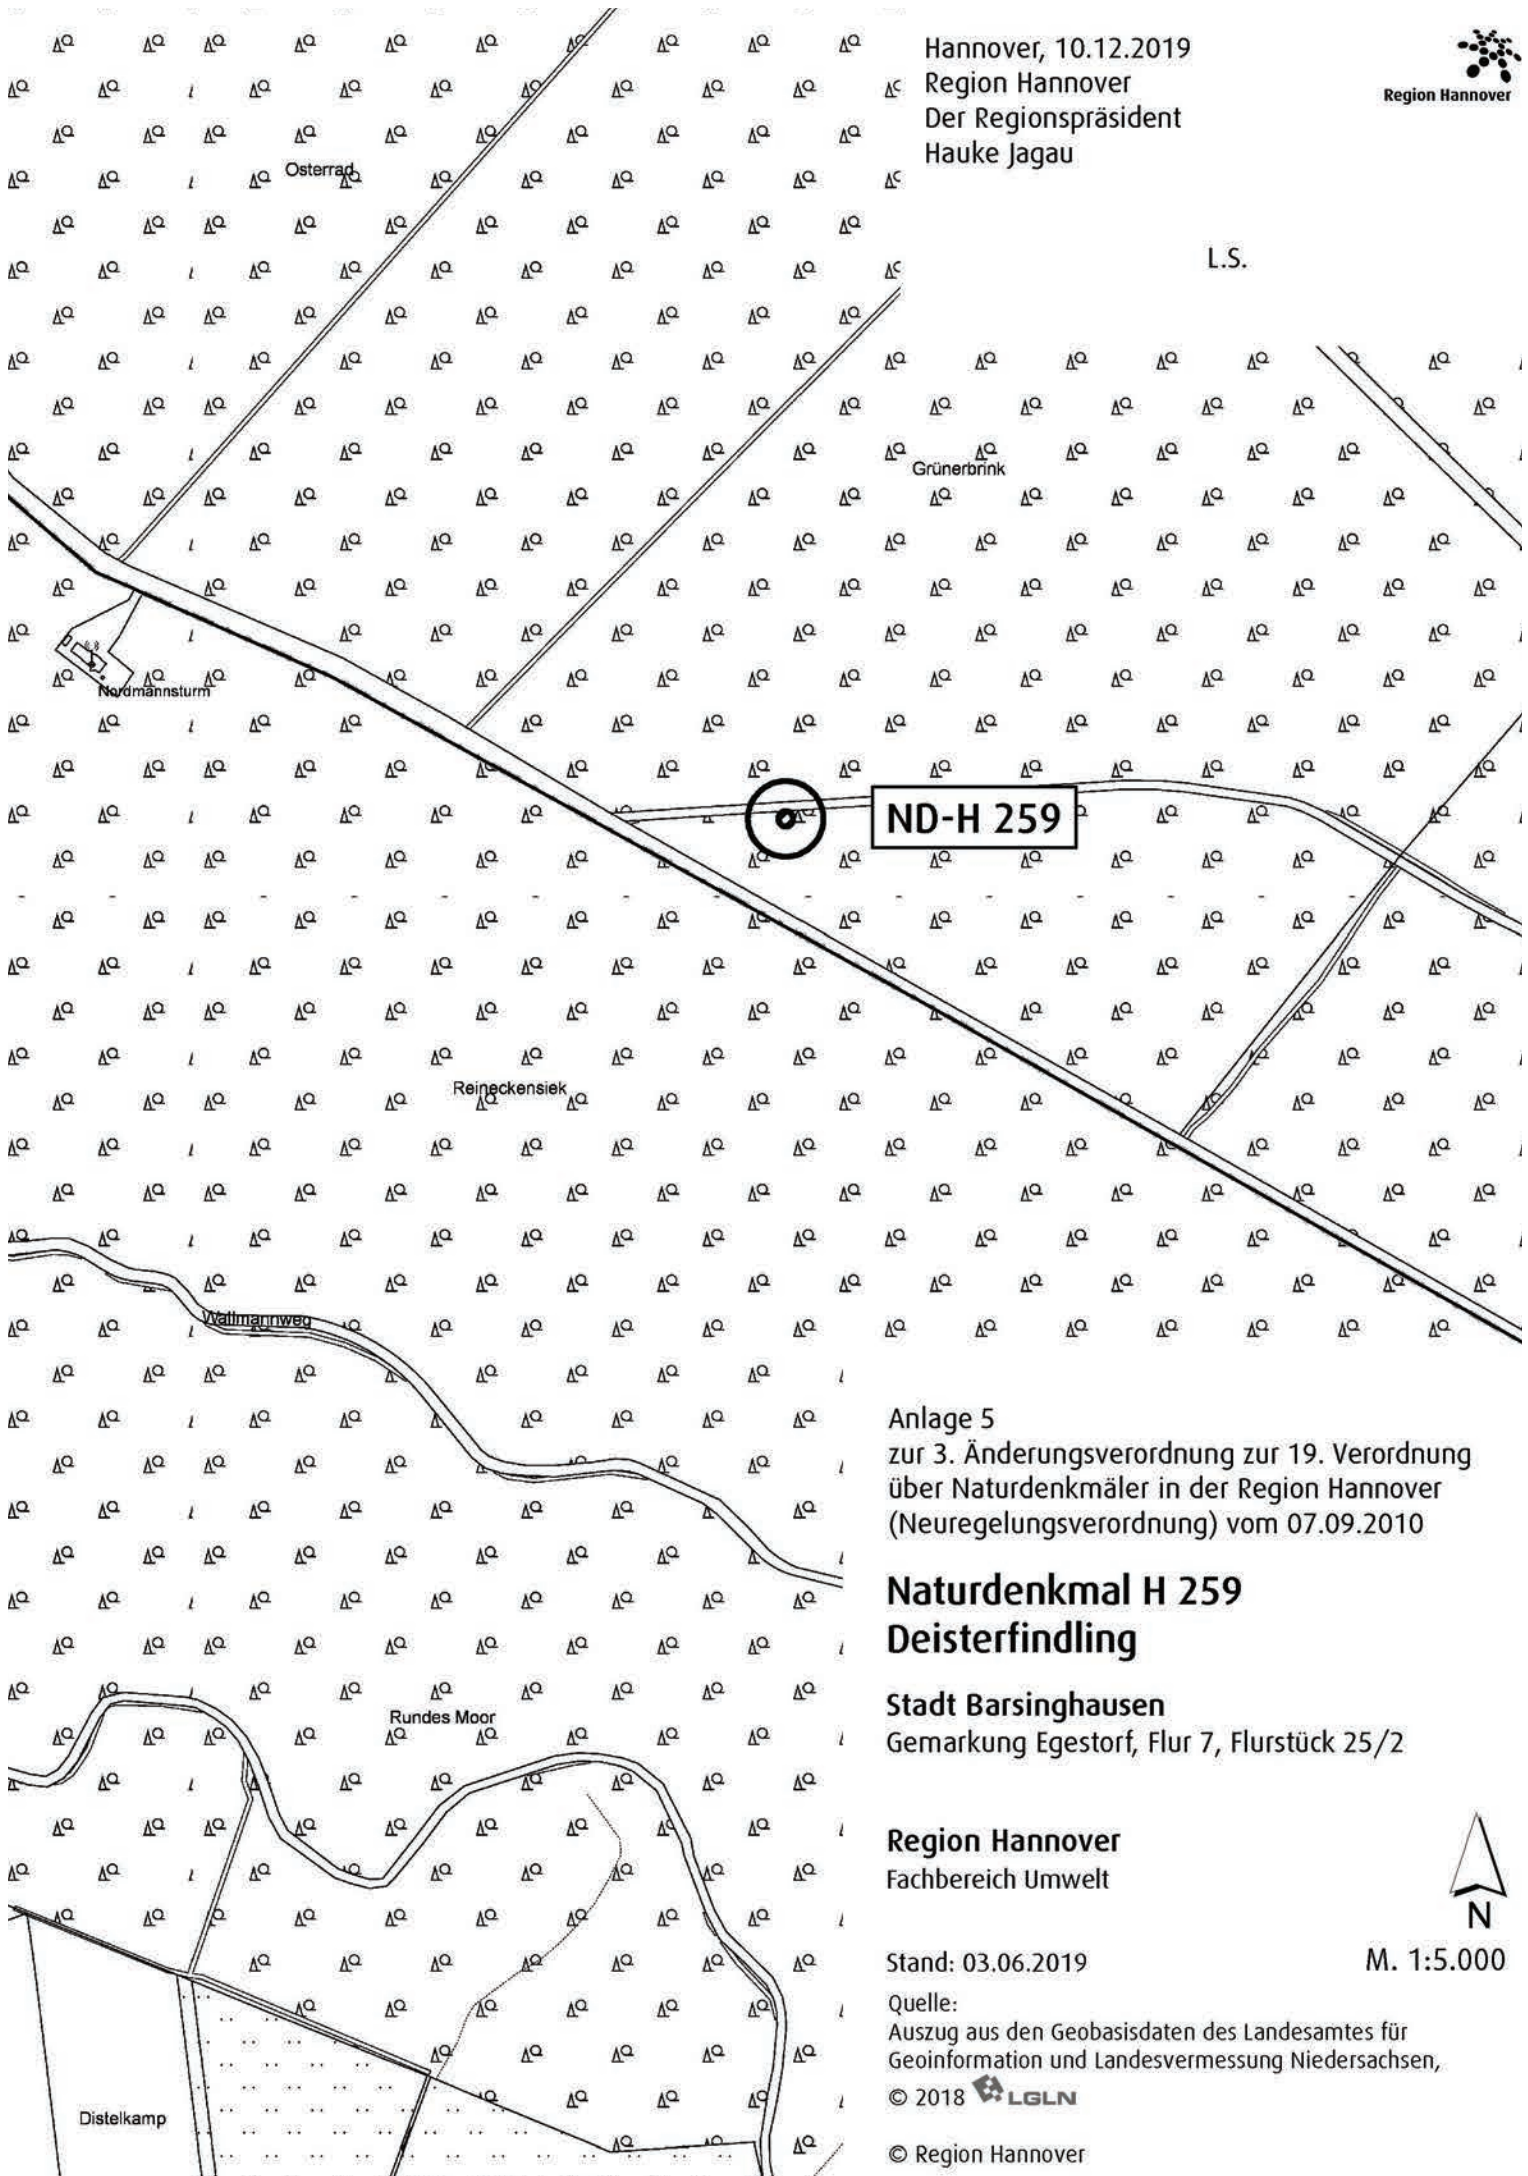 Hannover, 10.12.2019
Region Hannover
Der Regionspräsident
Hauke Jagau
Region Hannover
L.S.
Osterrad
Grünerbrink
Nordmannsturm
ND-H 259
Reineckensiek
Wallmannweg
Rundes Moor
Distelkamp
Anlage 5
zur 3. Änderungsverordnung zur 19. Verordnung
über Naturdenkmäler in der Region Hannover
(Neuregelungsverordnung) vom 07.09.2010
Naturdenkmal H 259
Deisterfindling
Stadt Barsinghausen
Gemarkung Egestorf, Flur 7, Flurstück 25/2
Region Hannover
Fachbereich Umwelt
N
Stand: 03.06.2019
M. 1:5.000
Quelle:
Auszug aus den Geobasisdaten des Landesamtes für
Geoinformation und Landesvermessung Niedersachsen,
© 2018 LGLN
© Region Hannover